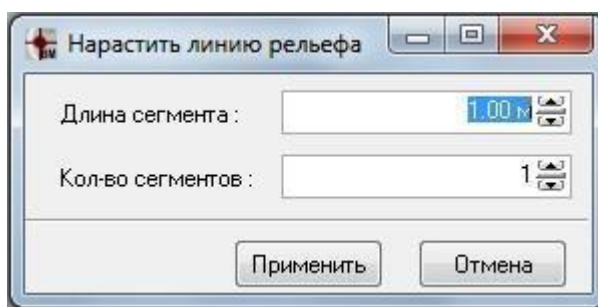 Нарастить линию рельефа
Длина сегмента : 1.00 м
Кол-во сегментов : 1
Применить Отмена